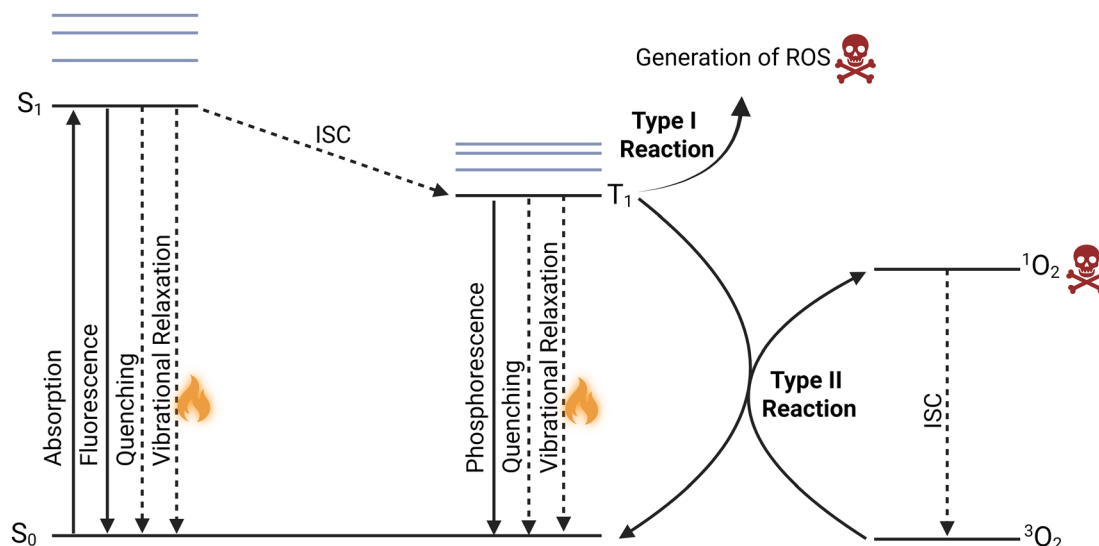 Generation of ROS
S₁
ISC
Type I
Reaction
T₁
¹O₂
Absorption
Fluorescence
Quenching
Vibrational Relaxation
Phosphorescence
Quenching
Vibrational Relaxation
Type II
Reaction
ISC
S₀
³O₂